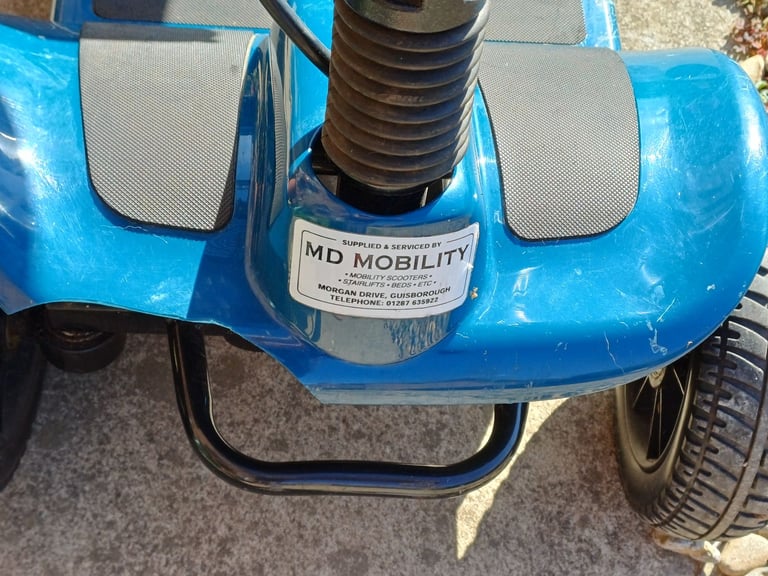 SUPPLIED & SERVICED BY
MD MOBILITY
• MOBILITY SCOOTERS •
• STAIRLIFTS • BEDS • ETC •
MORGAN DRIVE, GUISBOROUGH
TELEPHONE: 01287 635922